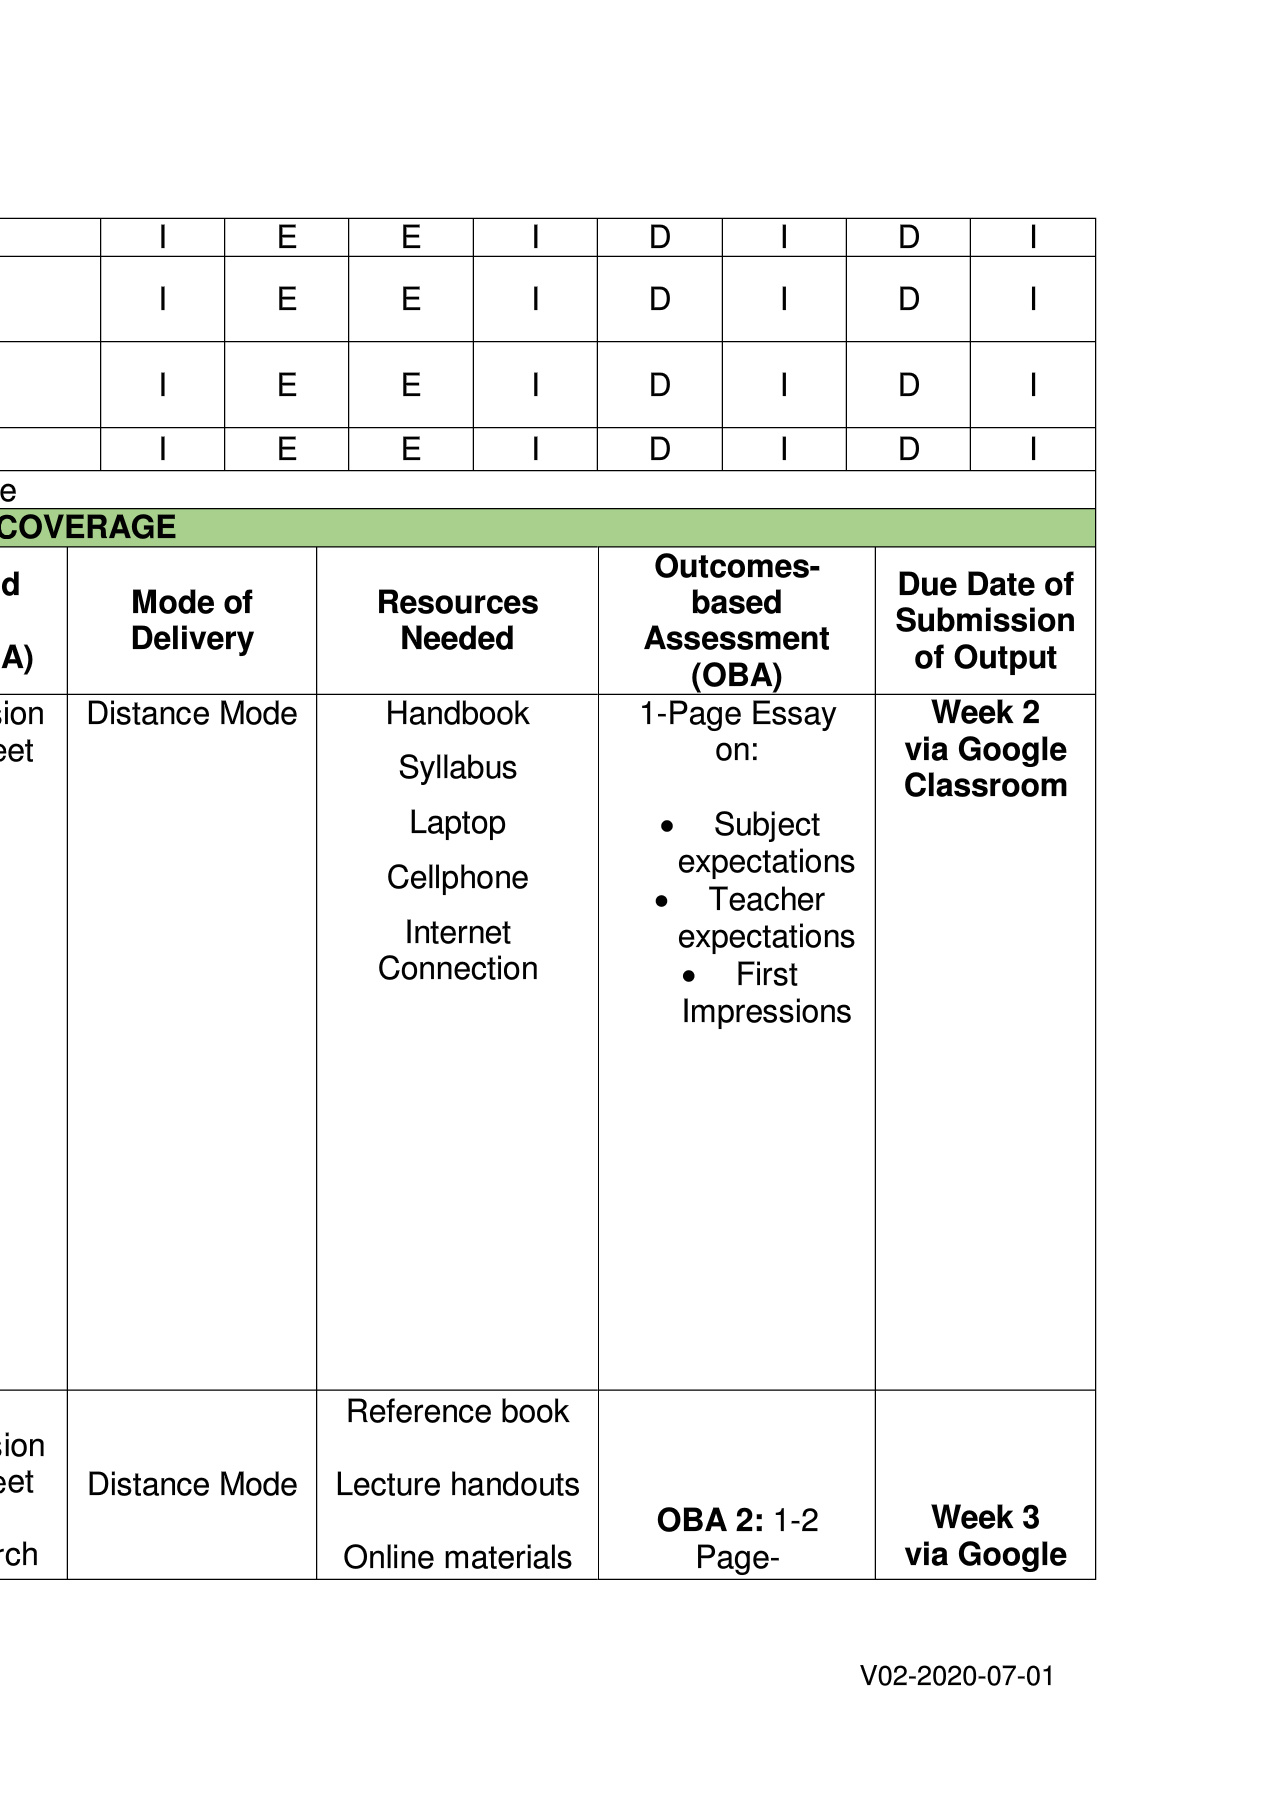 I E E I D I D I
I E E I D I D I
I E E I D I D I
I E E I D I D I
e
COVERAGE
d
A)
Mode of
Delivery
Resources
Needed
Outcomes-
based
Assessment
(OBA)
Due Date of
Submission
of Output
sion
eet
Distance Mode
Handbook
Syllabus
Laptop
Cellphone
Internet
Connection
1-Page Essay
on:
• Subject
expectations
• Teacher
expectations
• First
Impressions
Week 2
via Google
Classroom
sion
eet
rch
Distance Mode
Reference book
Lecture handouts
Online materials
OBA 2: 1-2
Page-
Week 3
via Google
V02-2020-07-01